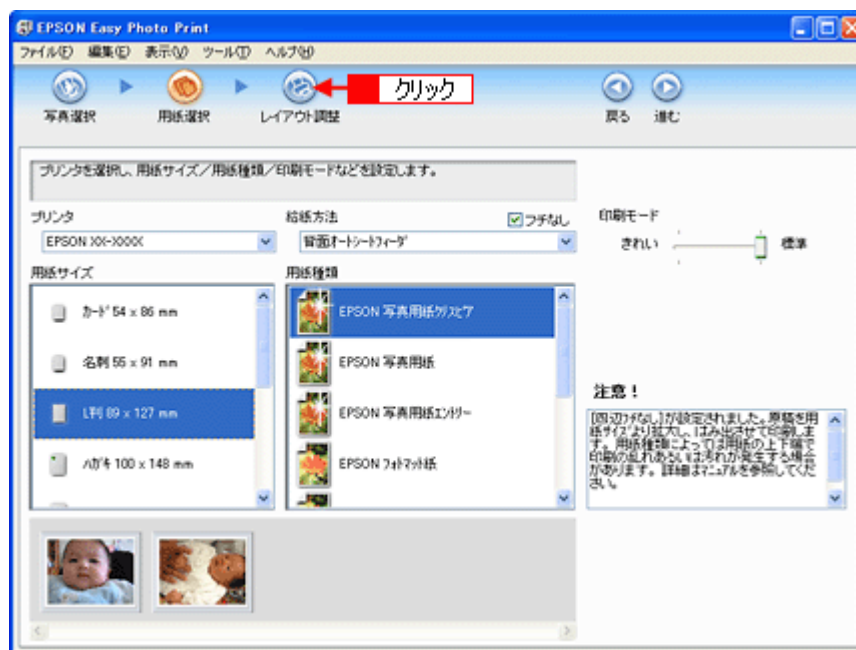 EPSON Easy Photo Print
ファイル(F) 編集(E) 表示(V) ツール(T) ヘルプ(H)
クリック
写真選択 用紙選択 レイアウト調整 戻る 進む
プリンタを選択し、用紙サイズ/用紙種類/印刷モードなどを設定します。
プリンタ 給紙方法 フチなし 印刷モード
EPSON XX-XXXX 背面オートシートフィーダ きれい 標準
用紙サイズ 用紙種類
カード 54 x 86 mm EPSON 写真用紙クリスピア
名刺 55 x 91 mm EPSON 写真用紙
注意!
L判 89 x 127 mm EPSON 写真用紙エントリー
ハガキ 100 x 148 mm EPSON フォトマット紙
[四辺フチなし]が設定されました。原稿を用
紙サイズより拡大し、はみ出させて印刷しま
す。用紙種類によっては用紙の上下端で
印刷の乱れあるいは汚れが発生する場合
があります。詳細はマニュアルを参照してくだ
さい。